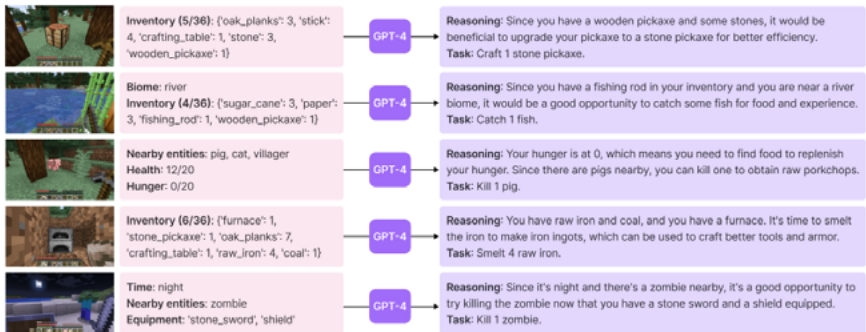 Inventory (5/36): {'oak_planks': 3, 'stick':
4, 'crafting_table': 1, 'stone': 3,
'wooden_pickaxe': 1}
GPT-4
Reasoning: Since you have a wooden pickaxe and some stones, it would be
beneficial to upgrade your pickaxe to a stone pickaxe for better efficiency.
Task: Craft 1 stone pickaxe.
Biome: river
Inventory (4/36): {'sugar_cane': 3, 'paper':
3, 'fishing_rod': 1, 'wooden_pickaxe': 1}
GPT-4
Reasoning: Since you have a fishing rod in your inventory and you are near a river
biome, it would be a good opportunity to catch some fish for food and experience.
Task: Catch 1 fish.
Nearby entities: pig, cat, villager
Health: 12/20
Hunger: 0/20
GPT-4
Reasoning: Your hunger is at 0, which means you need to find food to replenish
your hunger. Since there are pigs nearby, you can kill one to obtain raw porkchops.
Task: Kill 1 pig.
Inventory (6/36): {'furnace': 1,
'stone_pickaxe': 1, 'oak_planks': 7,
'crafting_table': 1, 'raw_iron': 4, 'coal': 1}
GPT-4
Reasoning: You have raw iron and coal, and you have a furnace. It's time to smelt
the iron to make iron ingots, which can be used to craft better tools and armor.
Task: Smelt 4 raw iron.
Time: night
Nearby entities: zombie
Equipment: 'stone_sword', 'shield'
GPT-4
Reasoning: Since it's night and there's a zombie nearby, it's a good opportunity to
try killing the zombie now that you have a stone sword and a shield equipped.
Task: Kill 1 zombie.